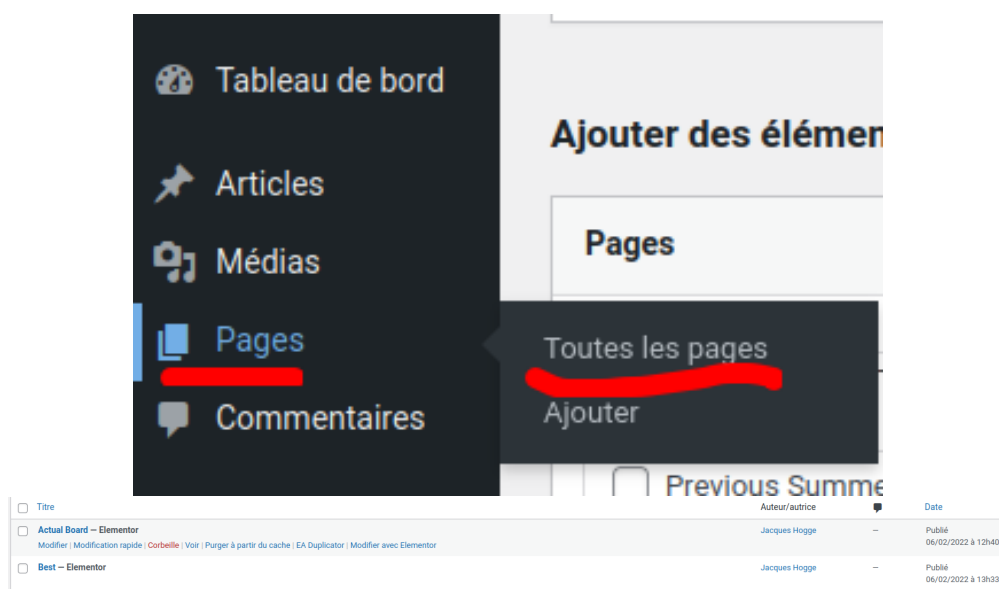 Tableau de bord
Articles
Médias
Pages
Commentaires
Ajouter des élémen
Pages
Toutes les pages
Ajouter
Previous Summe
Titre Auteur/autrice Date
Actual Board — Elementor Jacques Hogge — Publié
Modifier | Modification rapide | Corbeille | Voir | Purger à partir du cache | EA Duplicator | Modifier avec Elementor 06/02/2022 à 12h40
Best — Elementor Jacques Hogge — Publié
06/02/2022 à 13h33